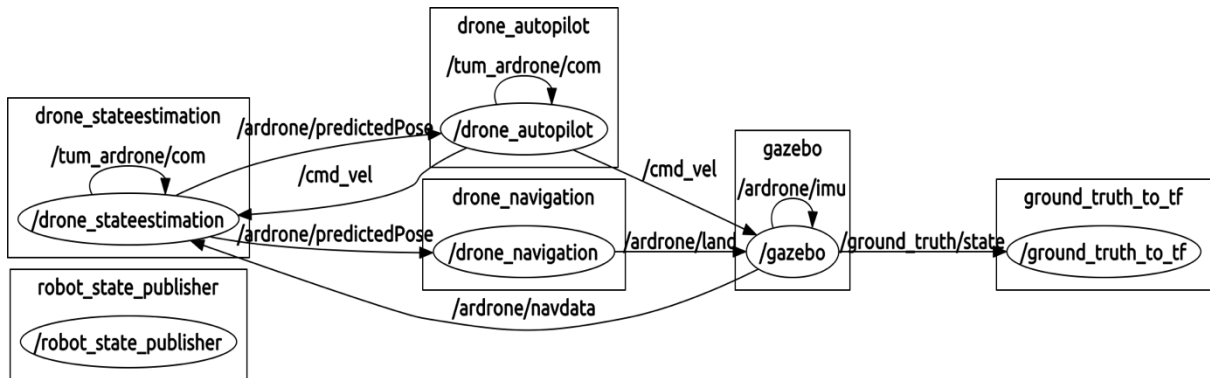 drone_autopilot
/tum_ardrone/com
/drone_autopilot
drone_stateestimation
/tum_ardrone/com
/drone_stateestimation
/ardrone/predictedPose
/cmd_vel
/cmd_vel
/ardrone/predictedPose
drone_navigation
/drone_navigation
/ardrone/land
gazebo
/ardrone/imu
/gazebo
/ground_truth/state
ground_truth_to_tf
/ground_truth_to_tf
/ardrone/navdata
robot_state_publisher
/robot_state_publisher